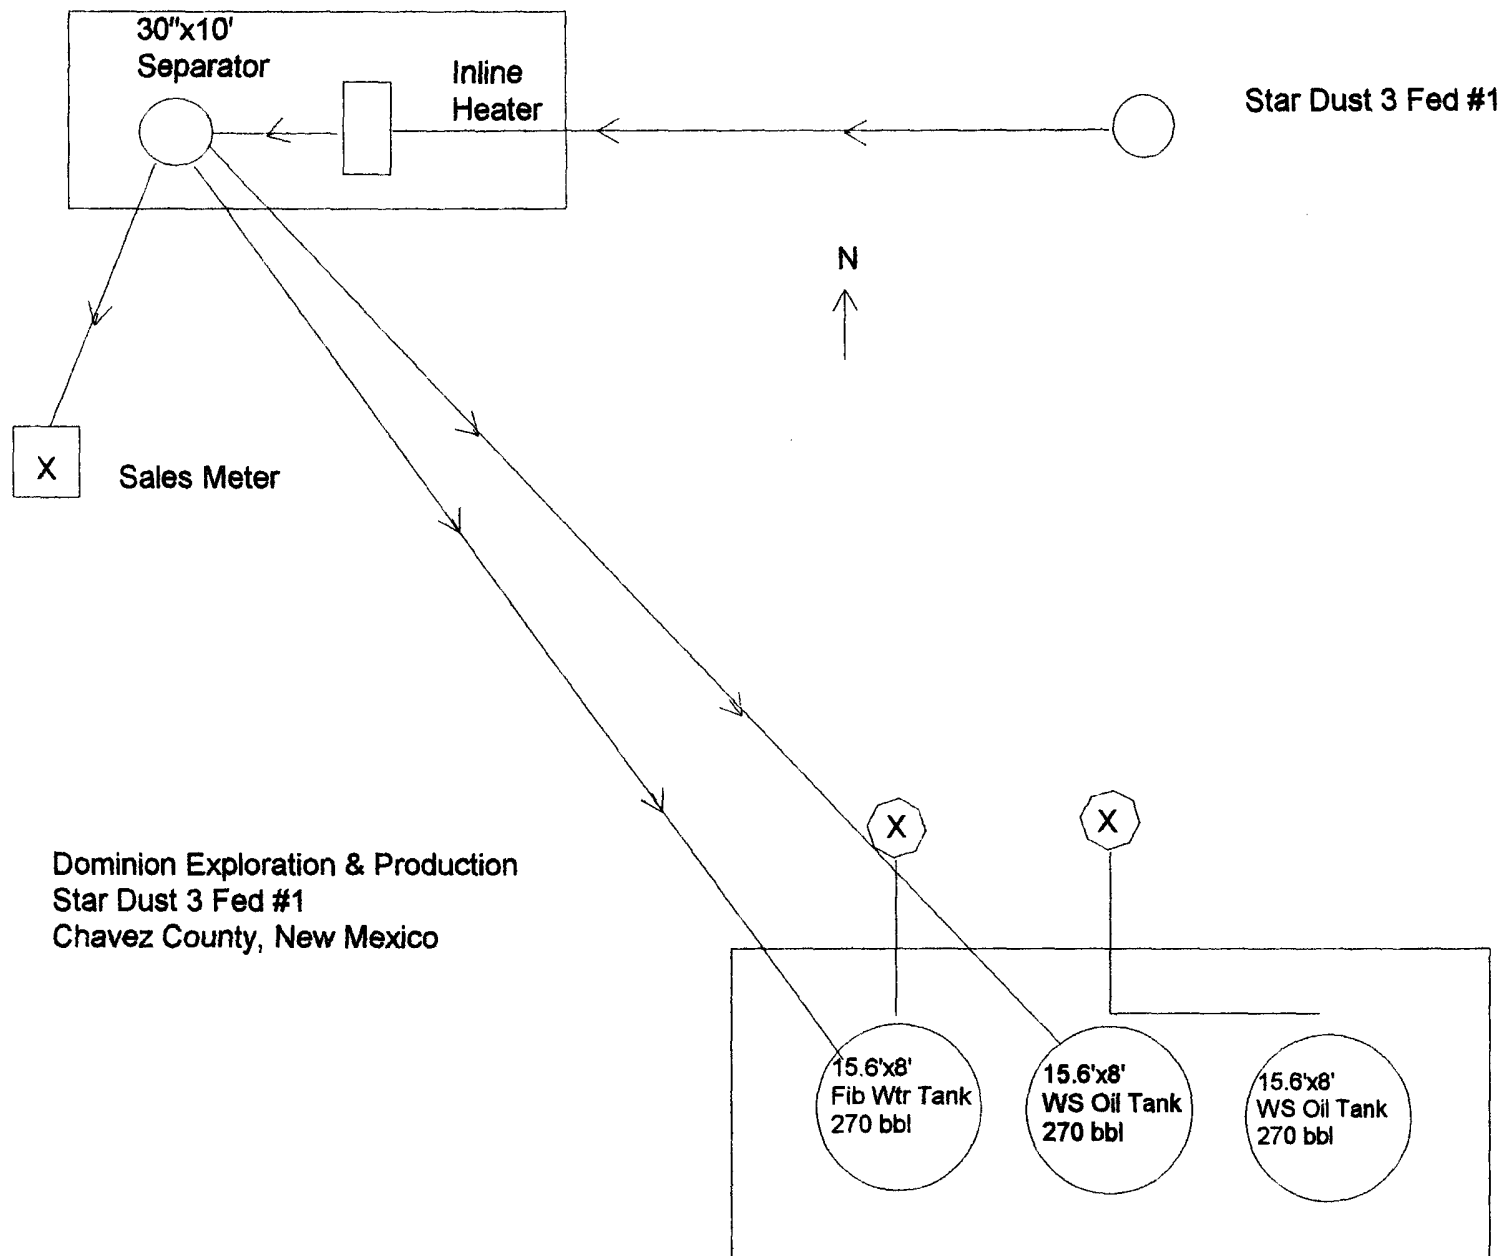 30"x10'
Separator
Inline
Heater
Star Dust 3 Fed #1
N
X
Sales Meter
X
X
Dominion Exploration & Production
Star Dust 3 Fed #1
Chavez County, New Mexico
15.6'x8'
Fib Wtr Tank
270 bbl
15.6'x8'
WS Oil Tank
270 bbl
15.6'x8'
WS Oil Tank
270 bbl